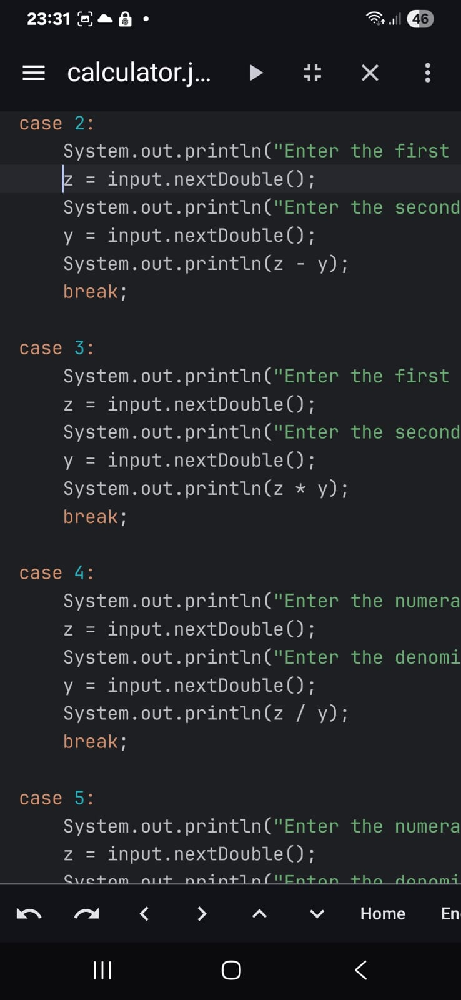 23:31
46
calculator.j...
case 2:
System.out.println("Enter the first
z = input.nextDouble();
System.out.println("Enter the second
y = input.nextDouble();
System.out.println(z - y);
break;
case 3:
System.out.println("Enter the first
z = input.nextDouble();
System.out.println("Enter the second
y = input.nextDouble();
System.out.println(z * y);
break;
case 4:
System.out.println("Enter the numera
z = input.nextDouble();
System.out.println("Enter the denomi
y = input.nextDouble();
System.out.println(z / y);
break;
case 5:
System.out.println("Enter the numera
z = input.nextDouble();
System.out.println("Enter the denomi
Home
En